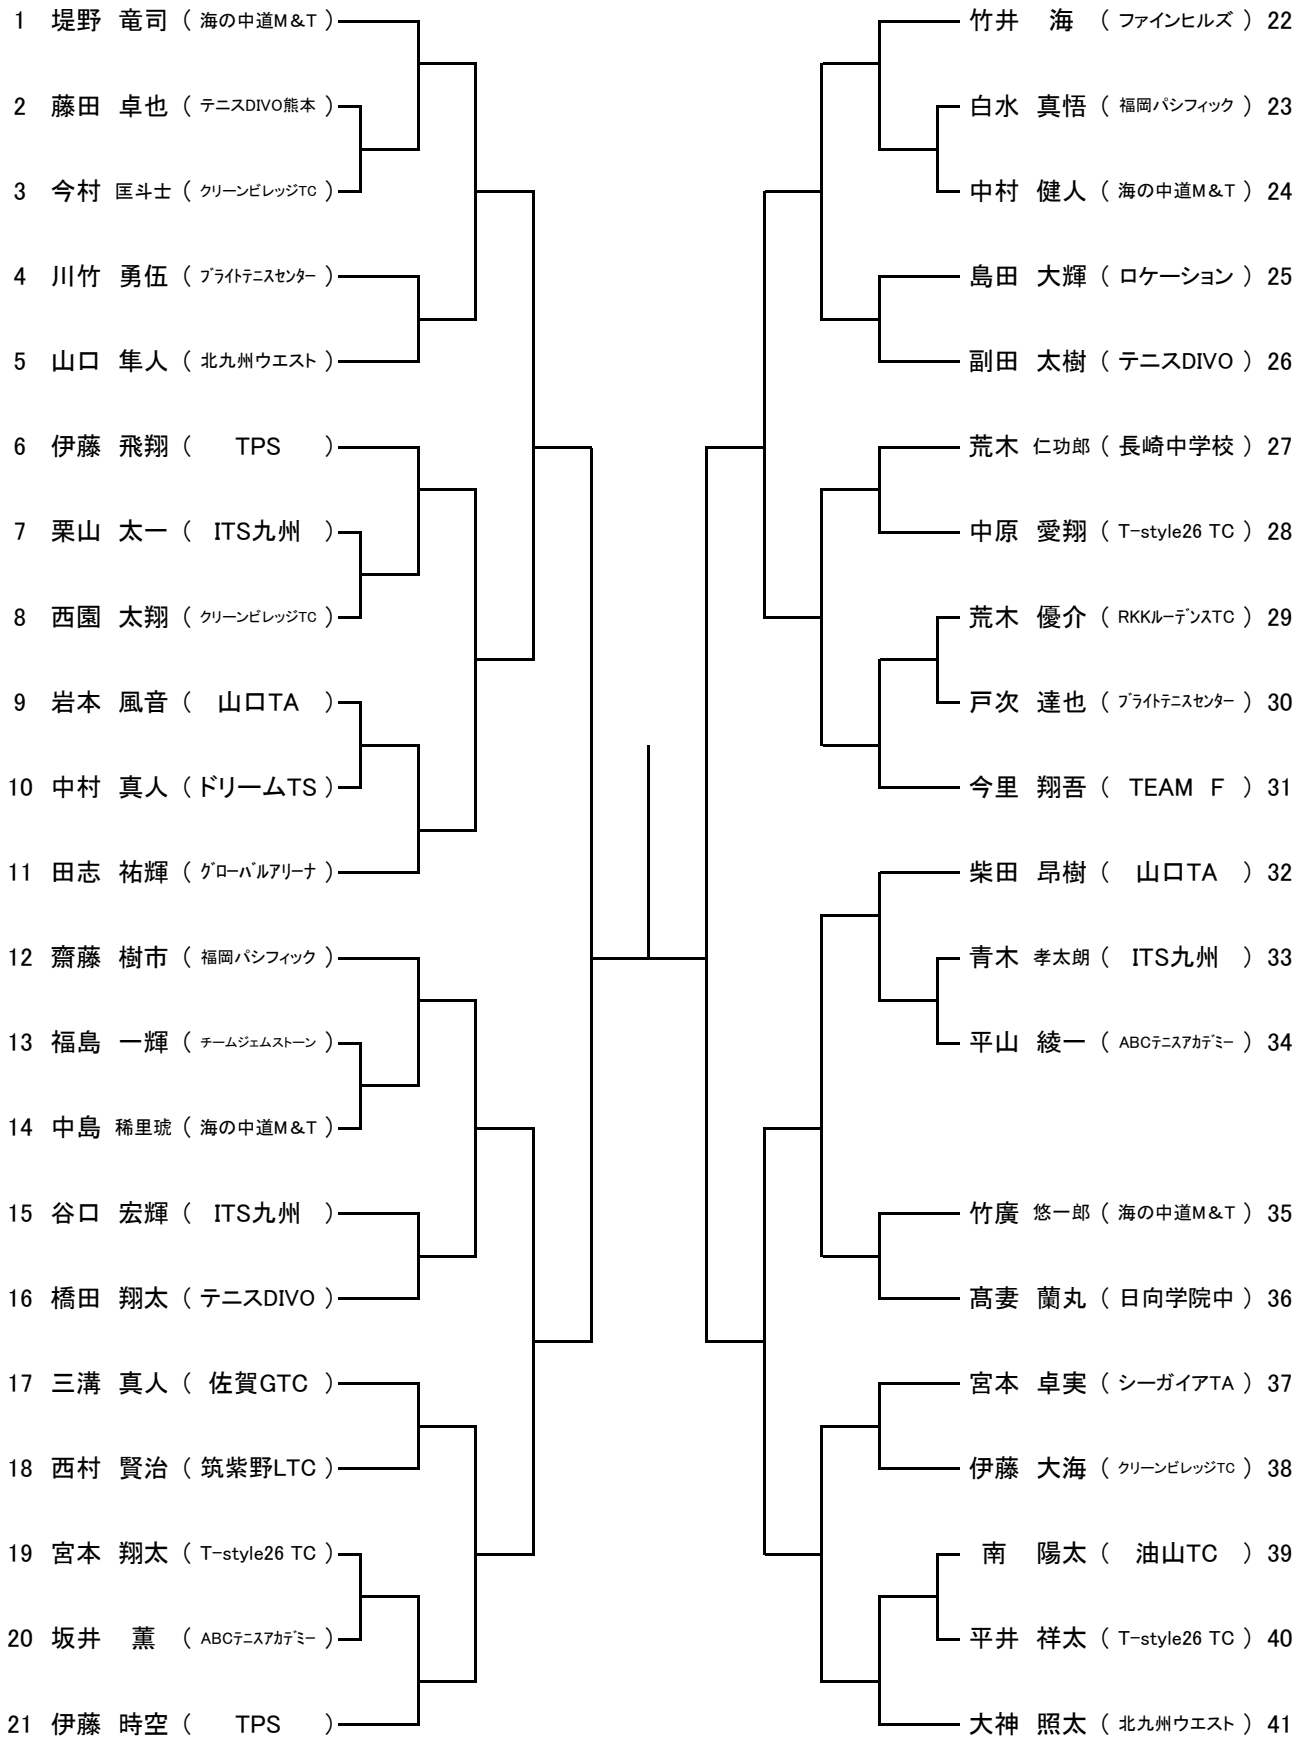 1 堤野 竜司 ( 海の中道M&T )
2 藤田 卓也 ( テニスDIVO熊本 )
3 今村 匡斗士 ( クリーンビレッジTC )
4 川竹 勇伍 ( ブライトテニスセンター )
5 山口 隼人 ( 北九州ウエスト )
6 伊藤 飛翔 ( TPS )
7 栗山 太一 ( ITS九州 )
8 西園 太翔 ( クリーンビレッジTC )
9 岩本 風音 ( 山口TA )
10 中村 真人 ( ドリームTS )
11 田志 祐輝 ( グローバルアリーナ )
12 齋藤 樹市 ( 福岡パシフィック )
13 福島 一輝 ( チームジェムストーン )
14 中島 稀里琥 ( 海の中道M&T )
15 谷口 宏輝 ( ITS九州 )
16 橋田 翔太 ( テニスDIVO )
17 三溝 真人 ( 佐賀GTC )
18 西村 賢治 ( 筑紫野LTC )
19 宮本 翔太 ( T-style26 TC )
20 坂井 薫 ( ABCテニスアカデミー )
21 伊藤 時空 ( TPS )
竹井 海 ( ファインヒルズ ) 22
白水 真悟 ( 福岡パシフィック ) 23
中村 健人 ( 海の中道M&T ) 24
島田 大輝 ( ロケーション ) 25
副田 太樹 ( テニスDIVO ) 26
荒木 仁功郎 ( 長崎中学校 ) 27
中原 愛翔 ( T-style26 TC ) 28
荒木 優介 ( RKKルーデンスTC ) 29
戸次 達也 ( ブライトテニスセンター ) 30
今里 翔吾 ( TEAM F ) 31
柴田 昂樹 ( 山口TA ) 32
青木 孝太朗 ( ITS九州 ) 33
平山 綾一 ( ABCテニスアカデミー ) 34
竹廣 悠一郎 ( 海の中道M&T ) 35
髙妻 蘭丸 ( 日向学院中 ) 36
宮本 卓実 ( シーガイアTA ) 37
伊藤 大海 ( クリーンビレッジTC ) 38
南 陽太 ( 油山TC ) 39
平井 祥太 ( T-style26 TC ) 40
大神 照太 ( 北九州ウエスト ) 41